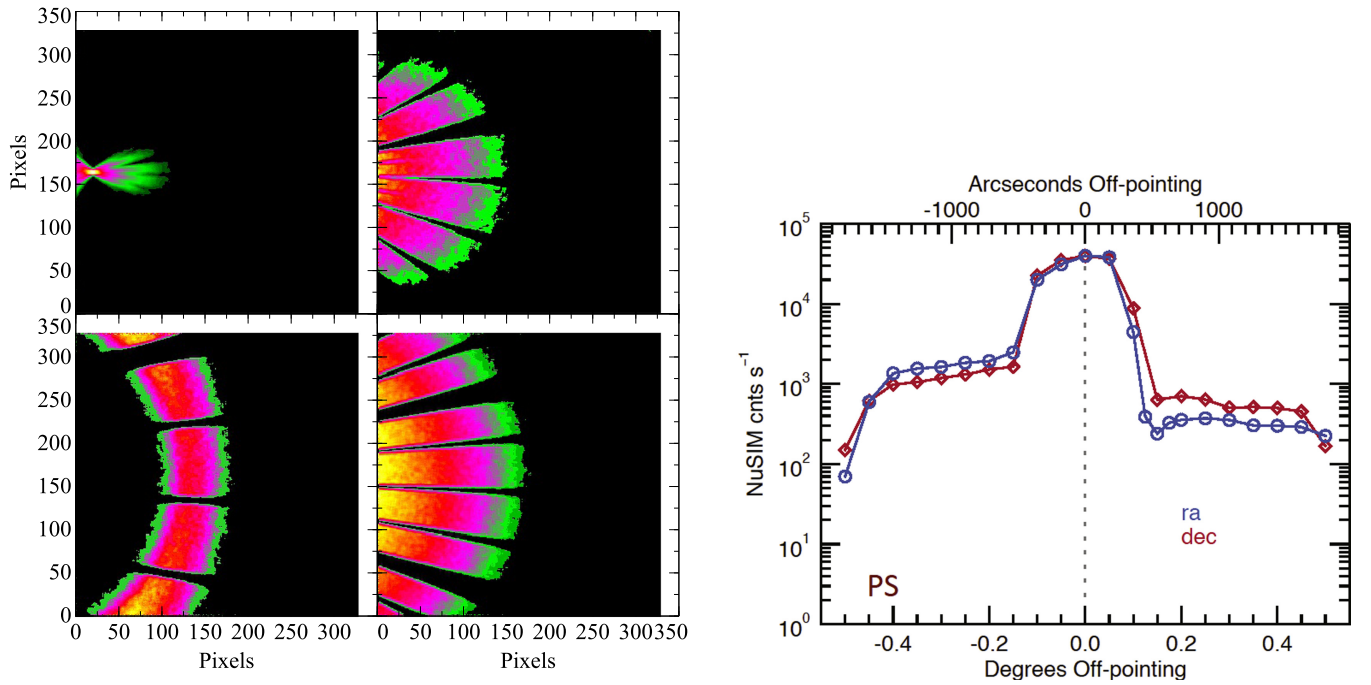 350
300
250
200
150
100
50
0
Pixels
350
300
250
200
150
100
50
0
0 50 100 150 200 250 300
0 50 100 150 200 250 300 350
Pixels
Pixels
Arcseconds Off-pointing
-1000 0 1000
10^5
10^4
10^3
10^2
10^1
10^0
NuSIM cnts s^-1
ra
dec
PS
-0.4 -0.2 0.0 0.2 0.4
Degrees Off-pointing